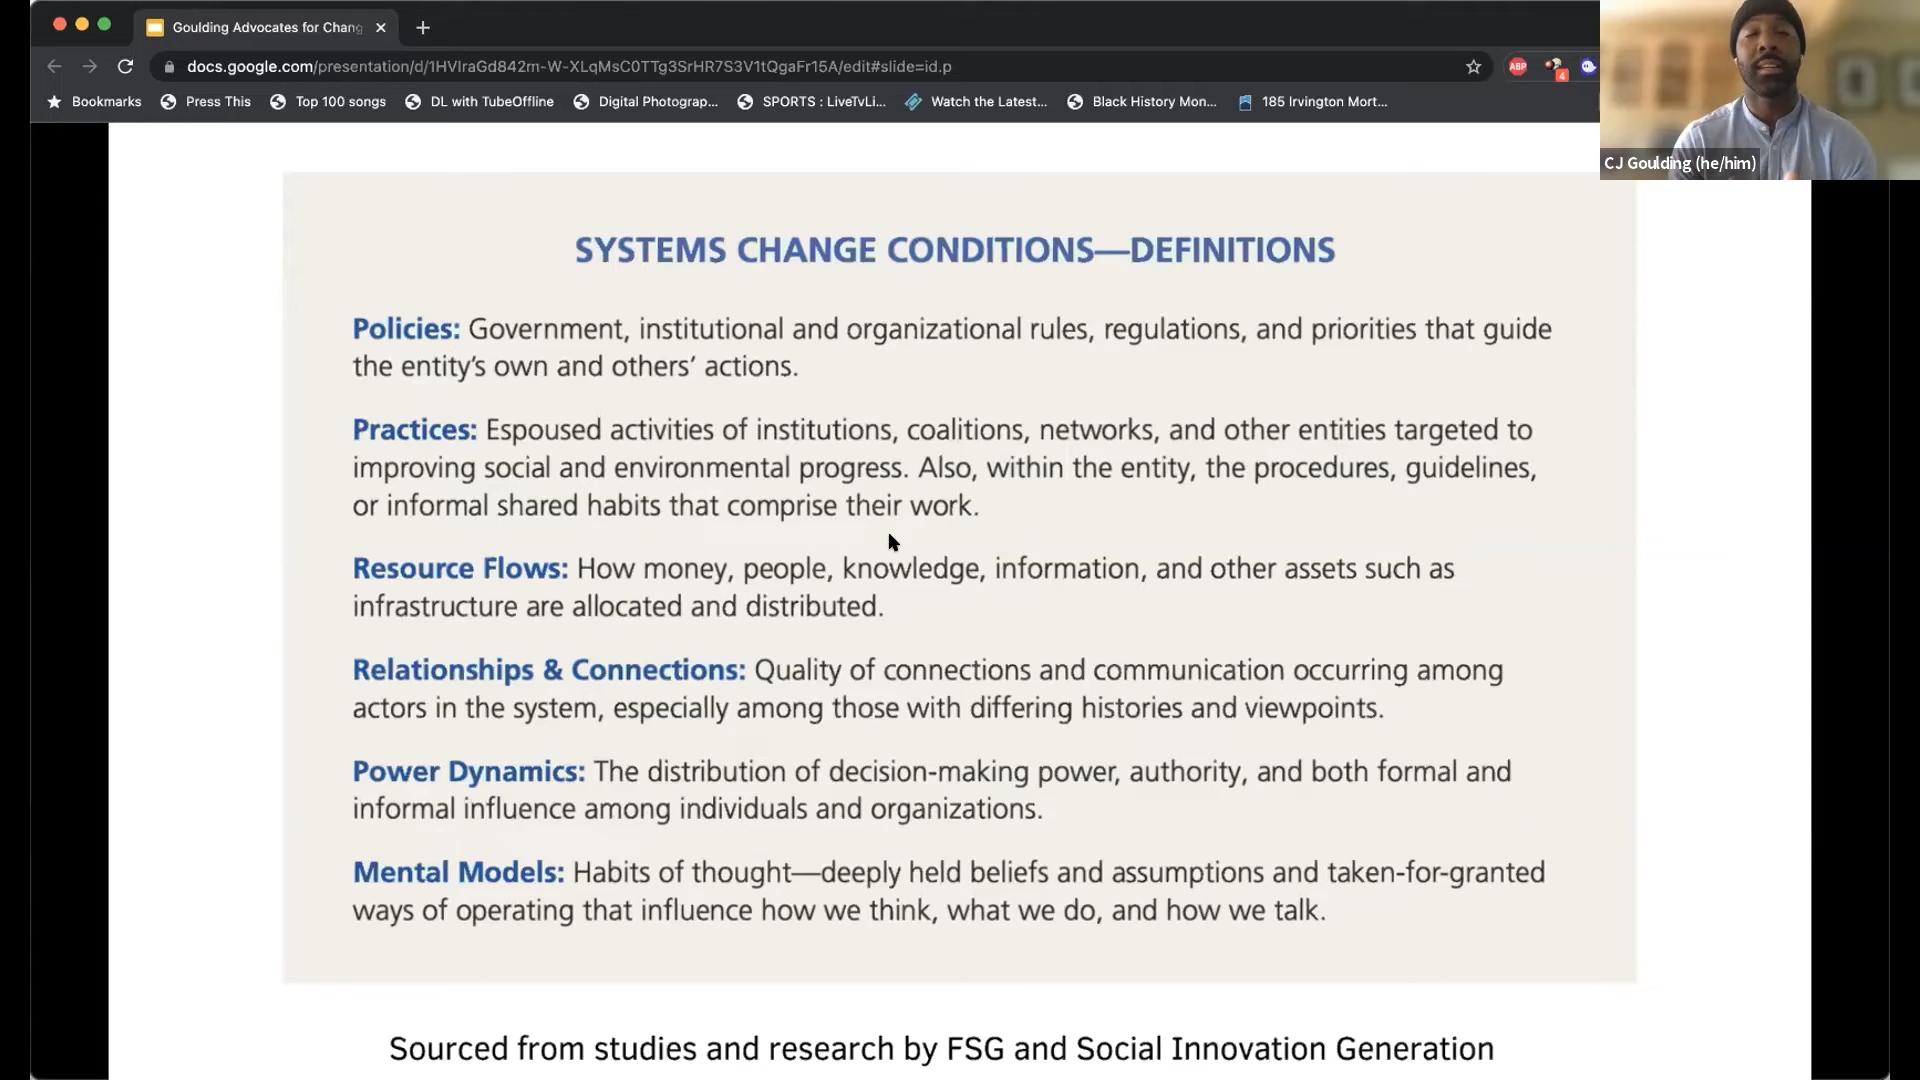 Goulding Advocates for Chang
docs.google.com/presentation/d/1HVIraGd842m-W-XLqMsC0TTg3SrHR7S3V1tQgaFr15A/edit#slide=id.p
ABP
4
Bookmarks Press This Top 100 songs DL with TubeOffline Digital Photograp... SPORTS : LiveTvLi... Watch the Latest... Black History Mon... 185 Irvington Mort...
CJ Goulding (he/him)
SYSTEMS CHANGE CONDITIONS—DEFINITIONS
Policies: Government, institutional and organizational rules, regulations, and priorities that guide
the entity’s own and others’ actions.
Practices: Espoused activities of institutions, coalitions, networks, and other entities targeted to
improving social and environmental progress. Also, within the entity, the procedures, guidelines,
or informal shared habits that comprise their work.
Resource Flows: How money, people, knowledge, information, and other assets such as
infrastructure are allocated and distributed.
Relationships & Connections: Quality of connections and communication occurring among
actors in the system, especially among those with differing histories and viewpoints.
Power Dynamics: The distribution of decision-making power, authority, and both formal and
informal influence among individuals and organizations.
Mental Models: Habits of thought—deeply held beliefs and assumptions and taken-for-granted
ways of operating that influence how we think, what we do, and how we talk.
Sourced from studies and research by FSG and Social Innovation Generation